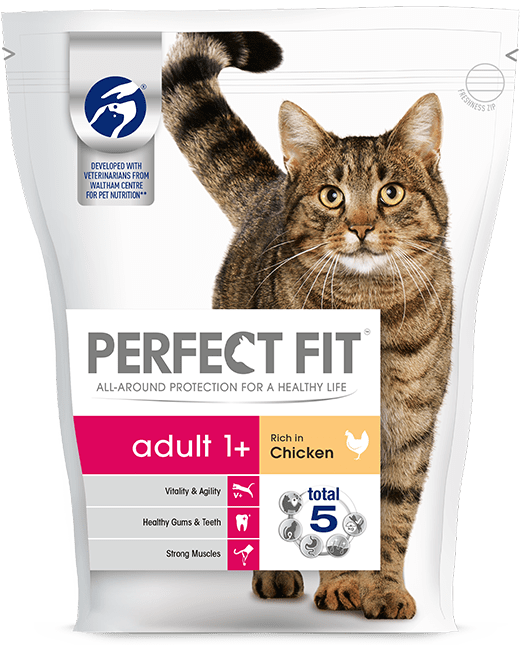 DEVELOPED WITH
VETERINARIANS FROM
WALTHAM CENTRE
FOR PET NUTRITION**
FRESHNESS ZIP
PERFECT FIT™
ALL-AROUND PROTECTION FOR A HEALTHY LIFE
adult 1+
Rich in
Chicken
Vitality & Agility
V+
Healthy Gums & Teeth
Strong Muscles
total
5